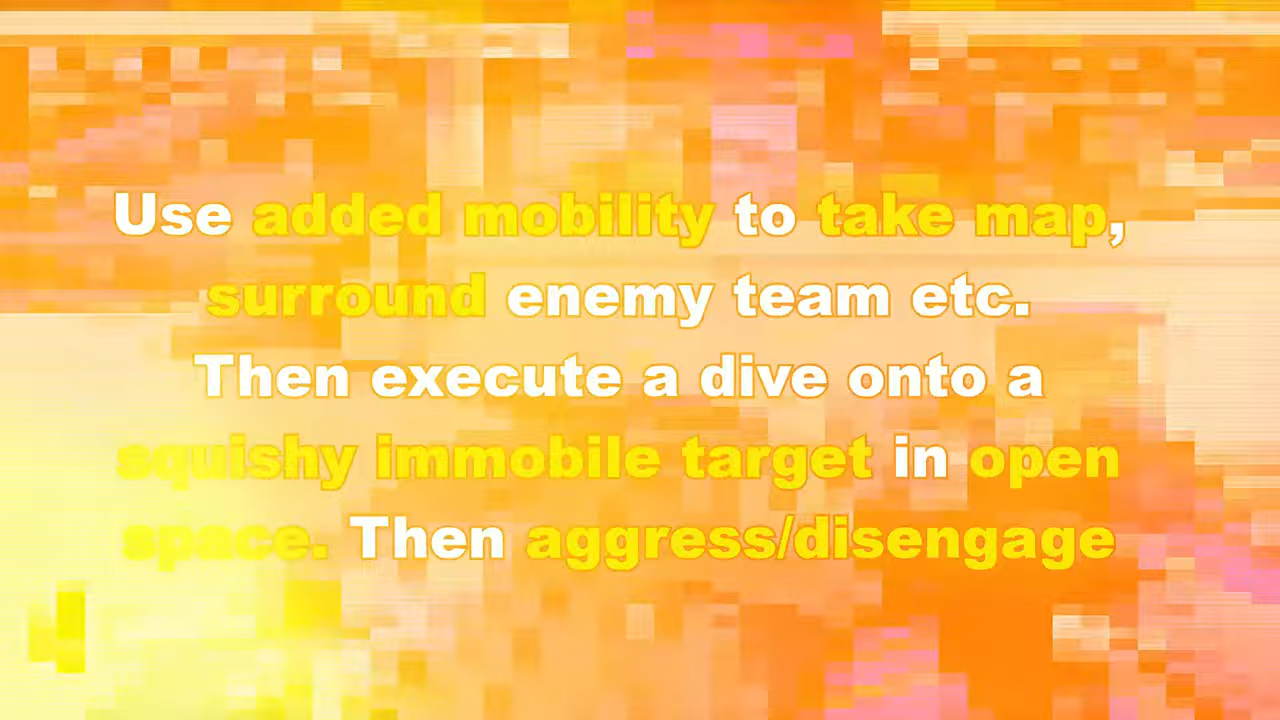 Use added mobility to take map,
surround enemy team etc.
Then execute a dive onto a
squishy immobile target in open
space. Then aggress/disengage